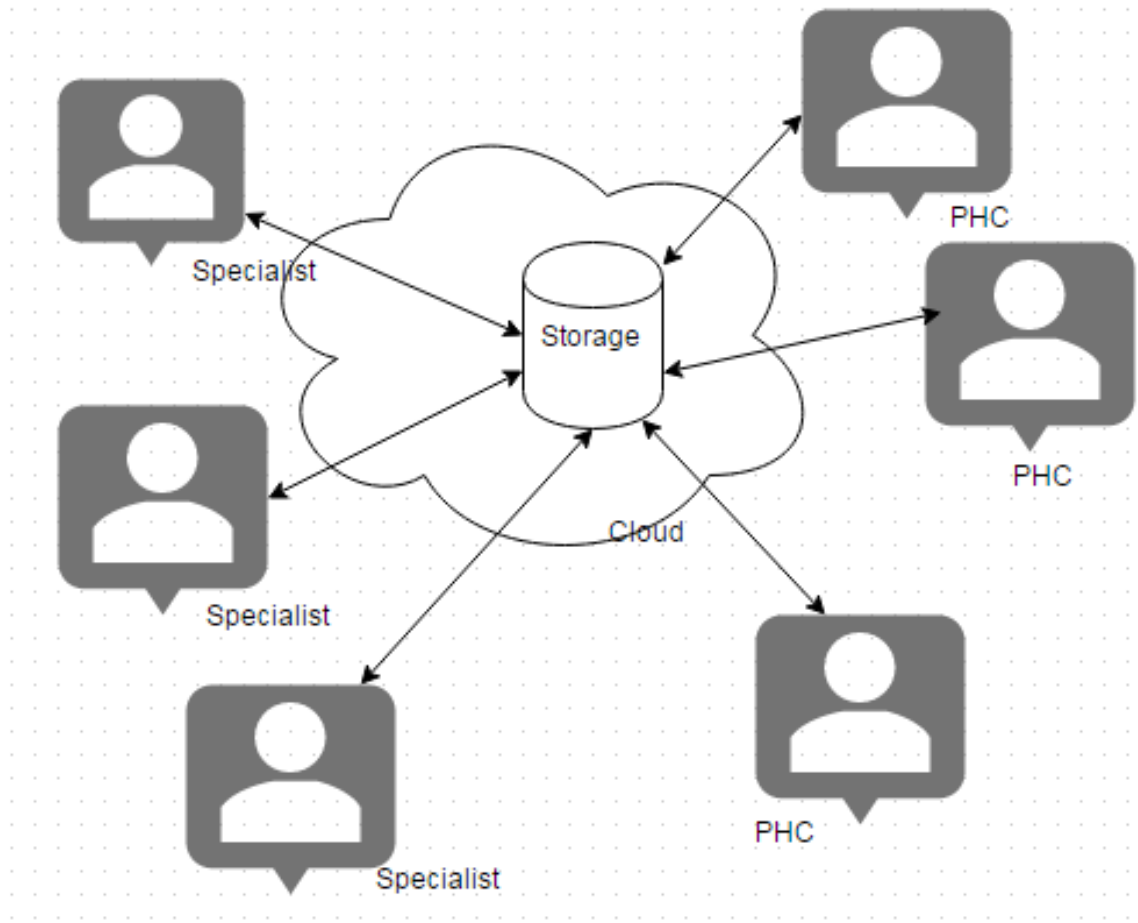 PHC
Specialist
Storage
PHC
Cloud
Specialist
PHC
Specialist